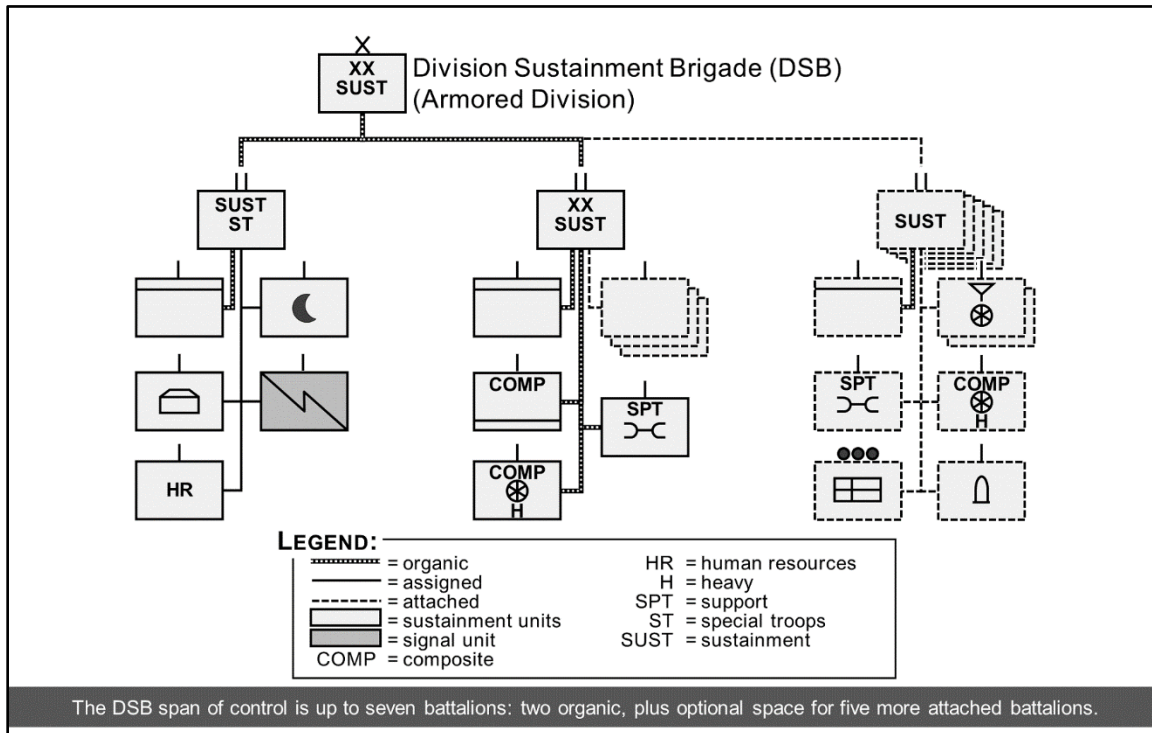 XX
SUST
Division Sustainment Brigade (DSB)
(Armored Division)
SUST
ST
XX
SUST
SUST
COMP
SPT
SPT
COMP
H
HR
COMP
H
LEGEND:
= organic
= assigned
= attached
= sustainment units
= signal unit
COMP = composite
HR = human resources
H = heavy
SPT = support
ST = special troops
SUST = sustainment
The DSB span of control is up to seven battalions: two organic, plus optional space for five more attached battalions.